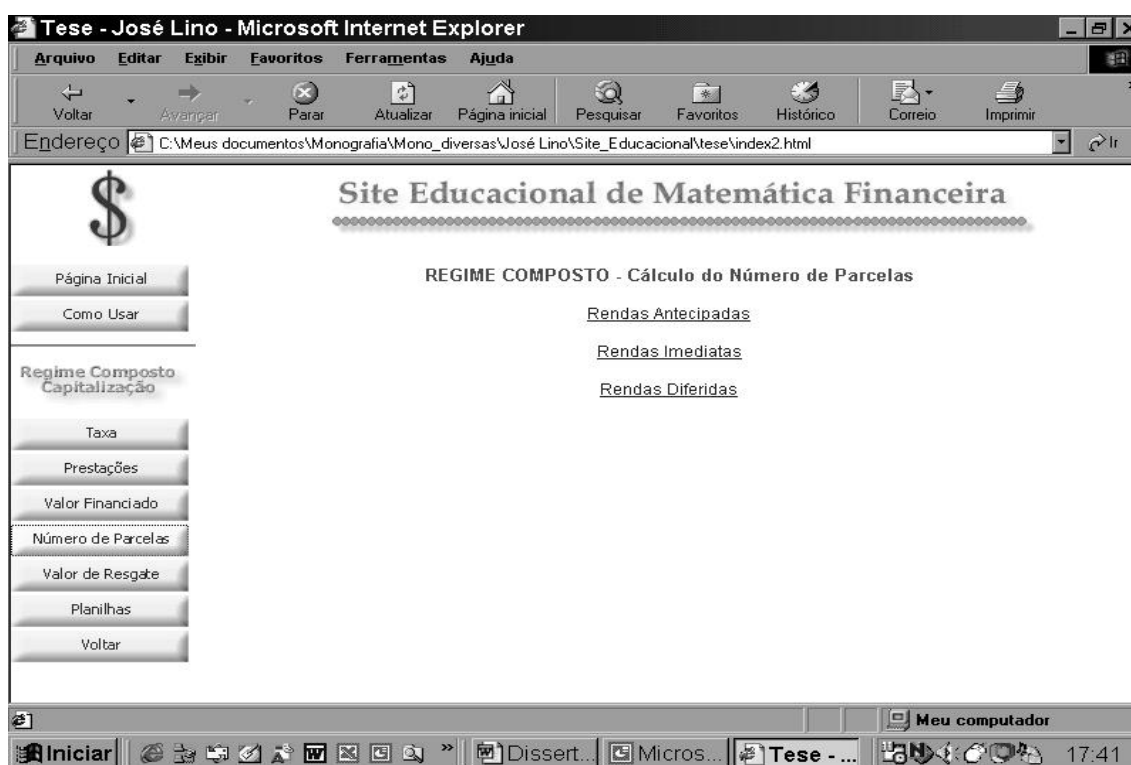 Tese - José Lino - Microsoft Internet Explorer
Arquivo Editar Exibir Favoritos Ferramentas Ajuda
Voltar Avançar Parar Atualizar Página inicial Pesquisar Favoritos Histórico Correio Imprimir
Endereço C:\Meus documentos\Monografia\Mono_diversas\José Lino\Site_Educacional\tese\index2.html Ir
$
Site Educacional de Matemática Financeira
Página Inicial
Como Usar
Regime Composto
Capitalização
Taxa
Prestações
Valor Financiado
Número de Parcelas
Valor de Resgate
Planilhas
Voltar
REGIME COMPOSTO - Cálculo do Número de Parcelas
Rendas Antecipadas
Rendas Imediatas
Rendas Diferidas
Meu computador
Iniciar » Dissert... Micros... Tese - ... 17:41